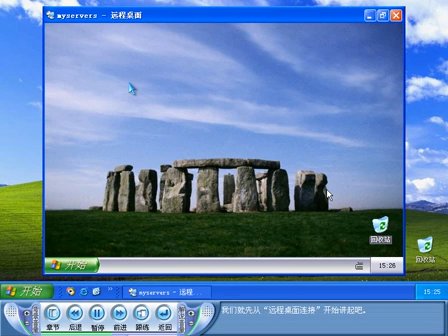 myservers - 远程桌面
回收站
开始
15:26
回收站
开始
myservers - 远程...
15:25
章节
后退
暂停
前进
跟练
返回
我们就先从“远程桌面连接”开始讲起吧。